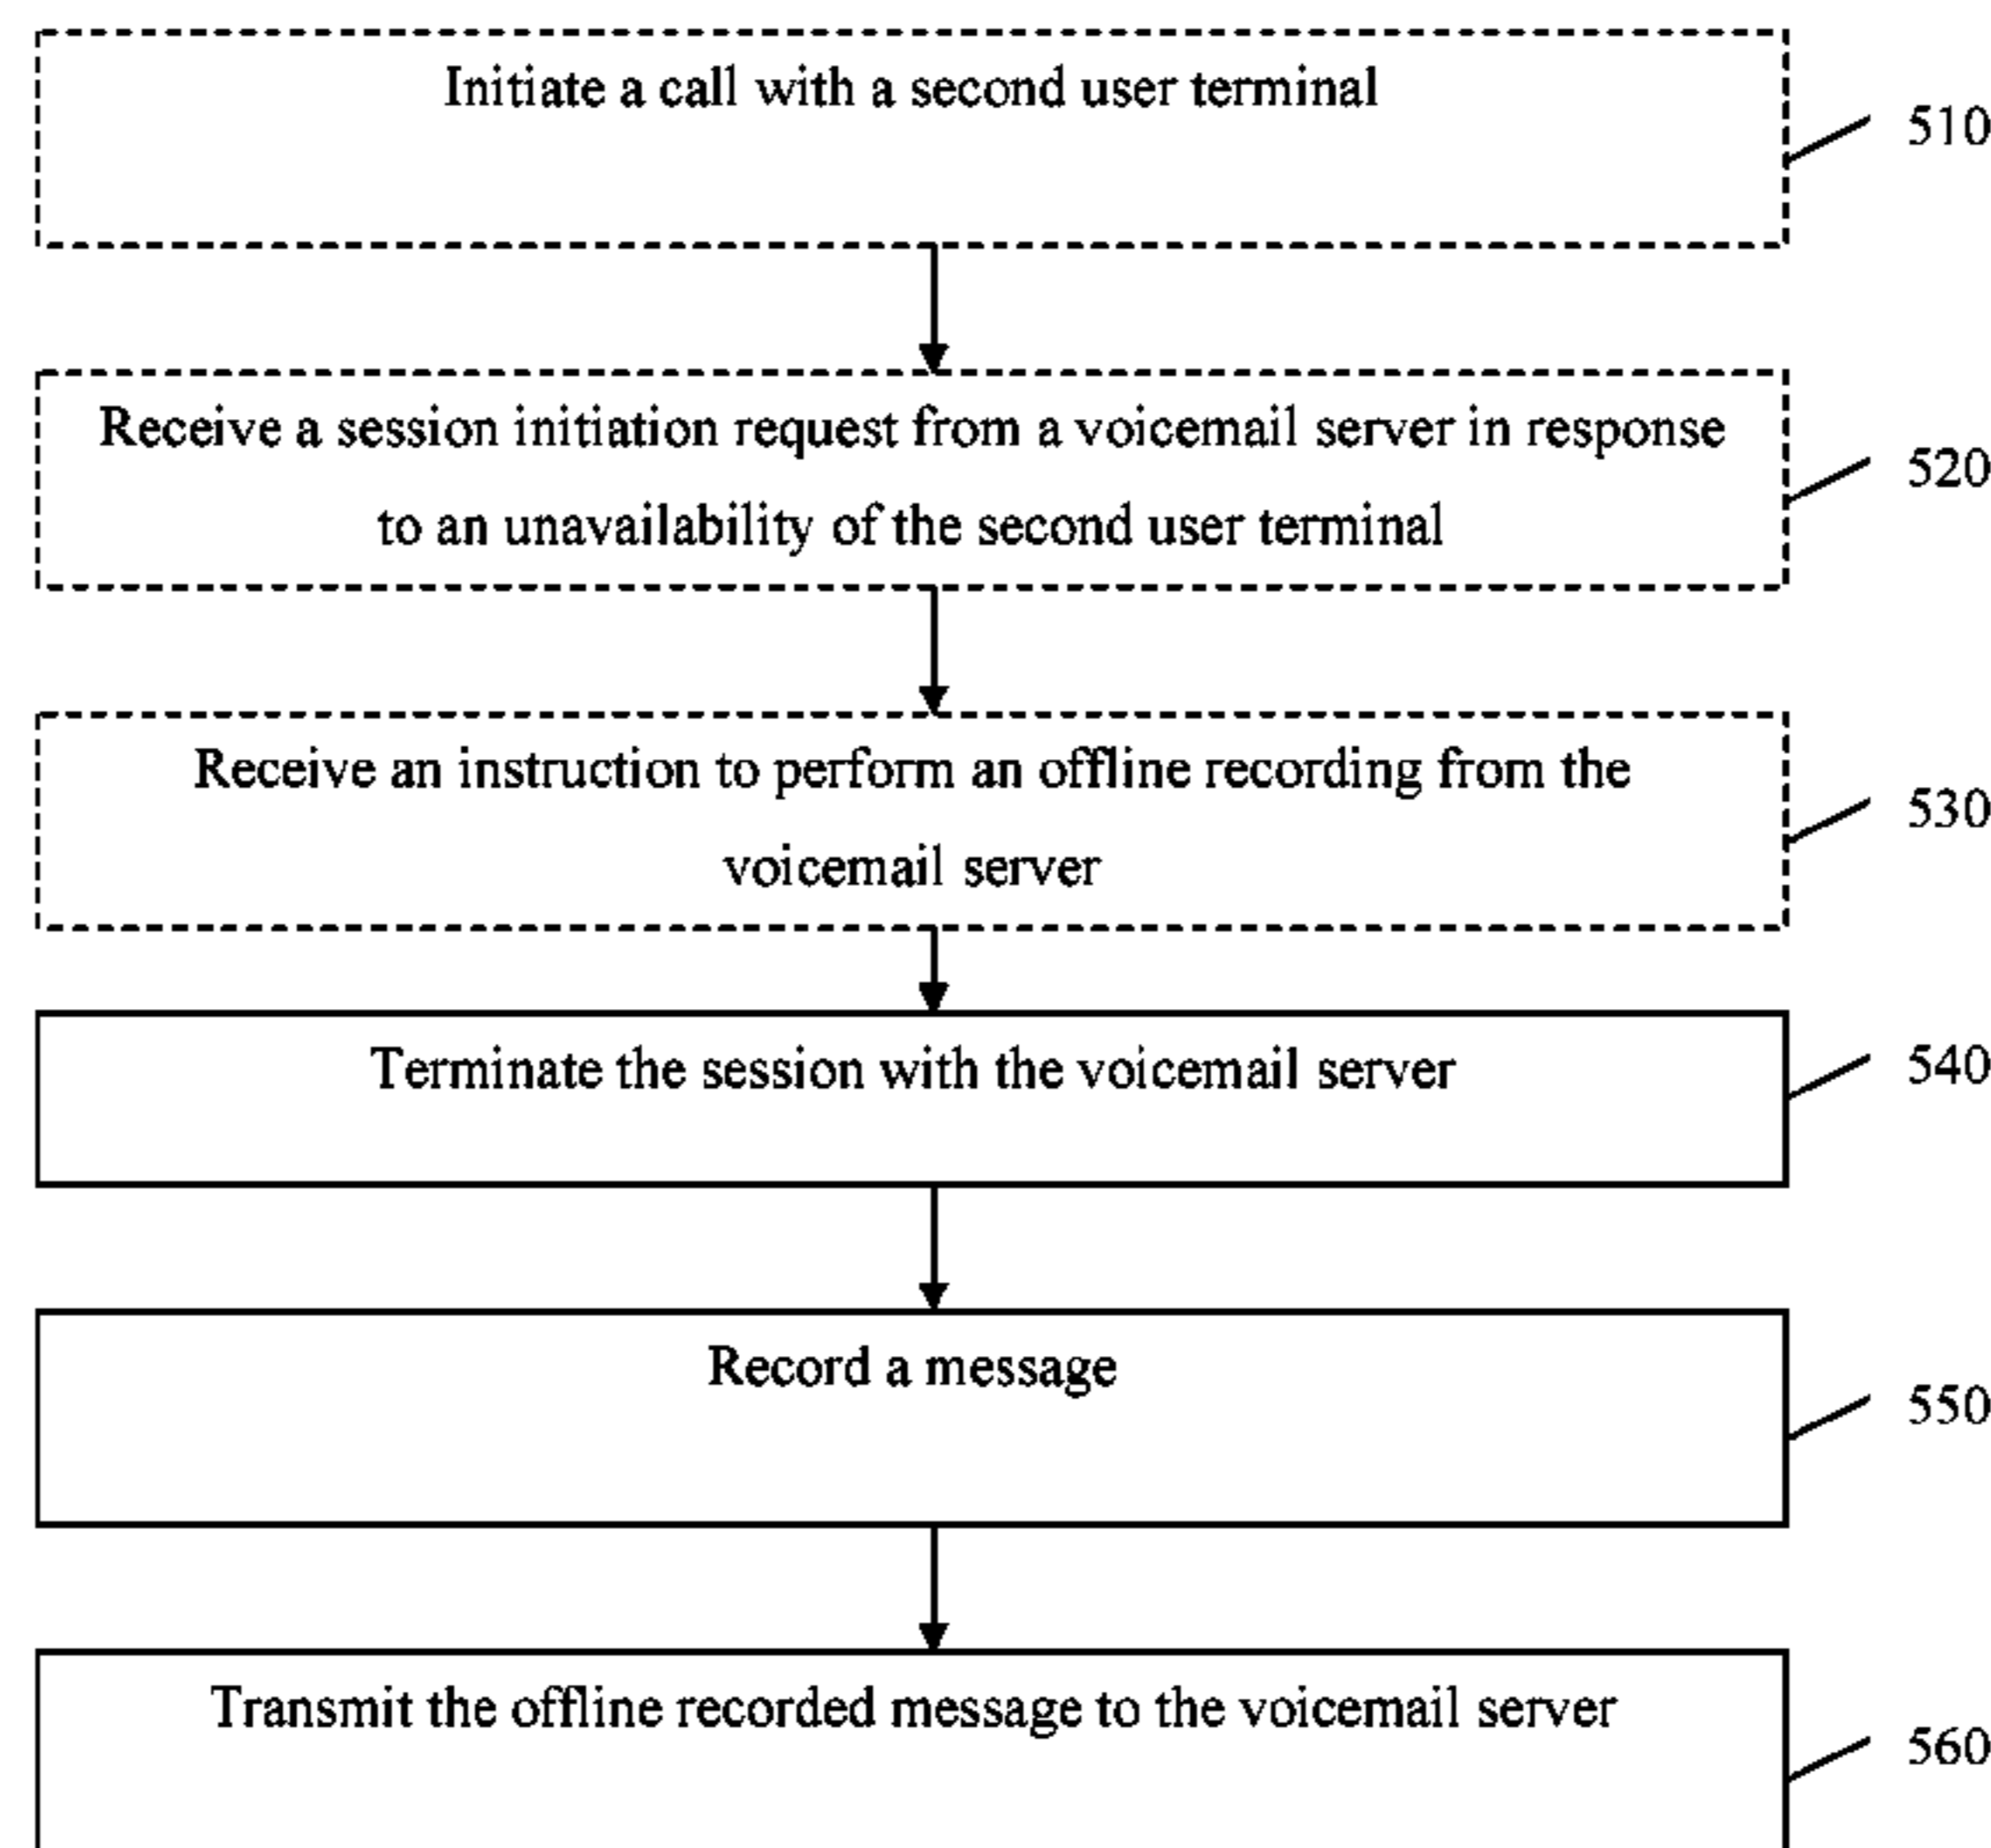 Initiate a call with a second user terminal
510
Receive a session initiation request from a voicemail server in response
to an unavailability of the second user terminal
520
Receive an instruction to perform an offline recording from the
voicemail server
530
Terminate the session with the voicemail server
540
Record a message
550
Transmit the offline recorded message to the voicemail server
560